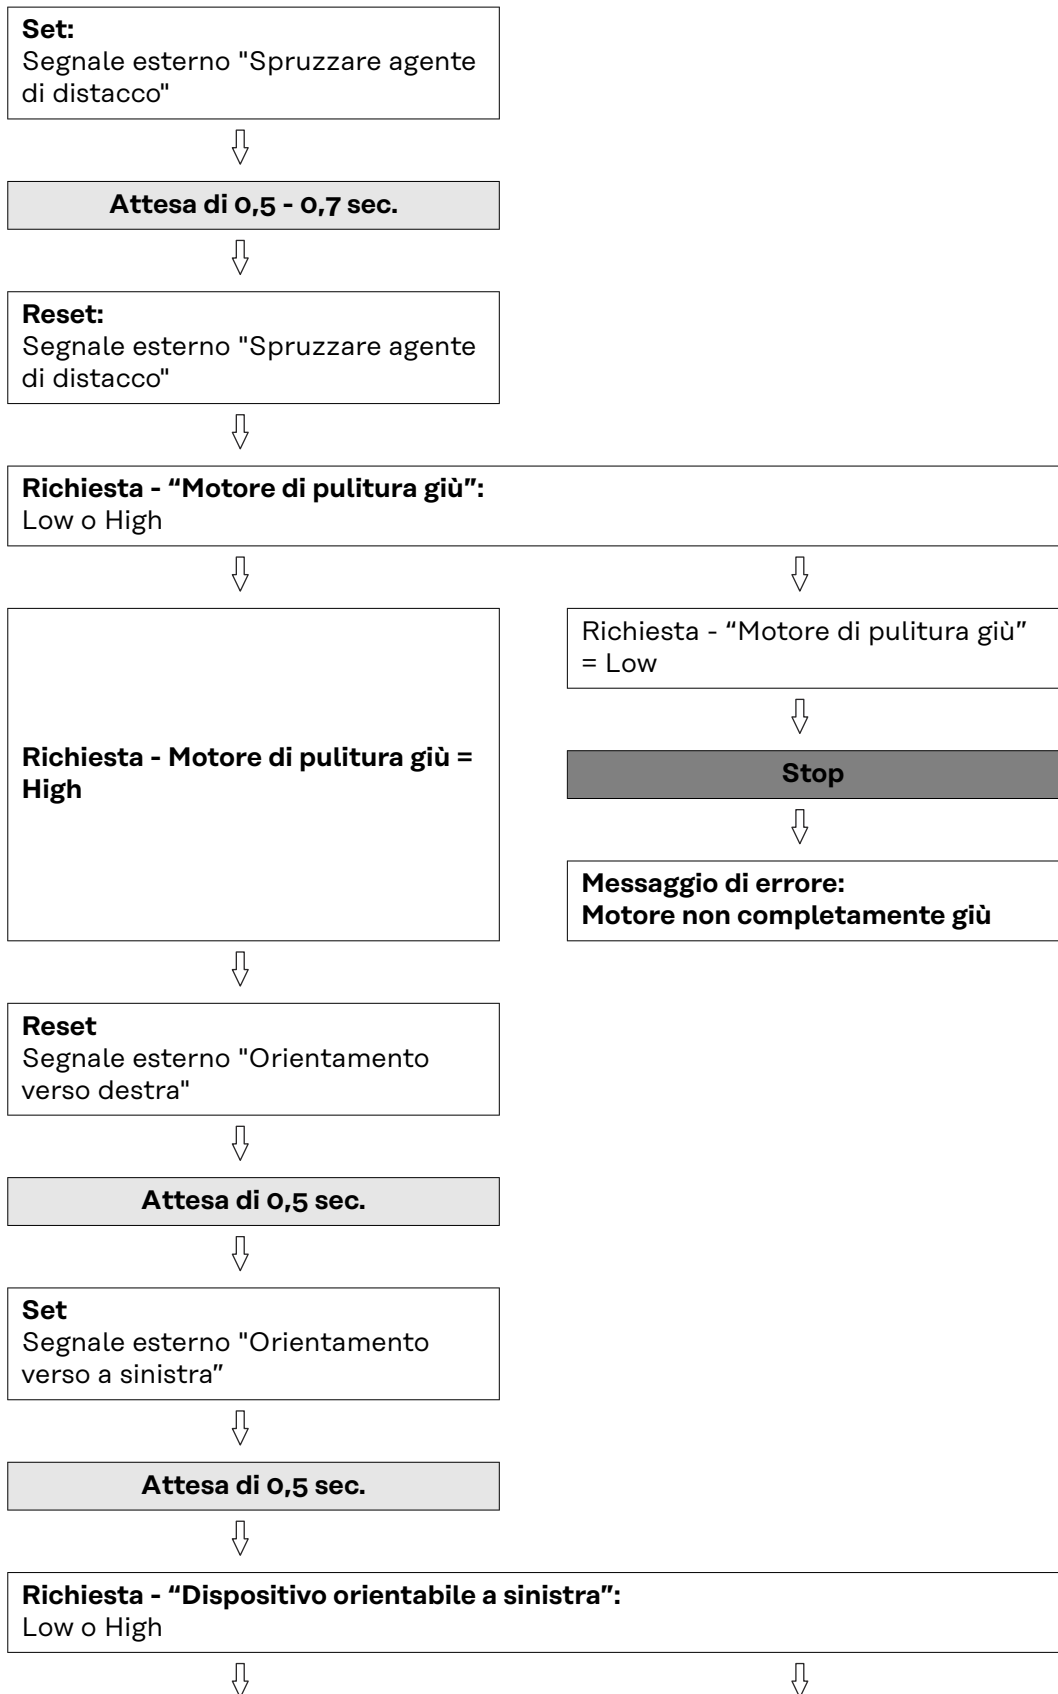 Set:
Segnale esterno "Spruzzare agente
di distacco"
Attesa di 0,5 - 0,7 sec.
Reset:
Segnale esterno "Spruzzare agente
di distacco"
Richiesta - “Motore di pulitura giù”:
Low o High
Richiesta - Motore di pulitura giù =
High
Richiesta - “Motore di pulitura giù”
= Low
Stop
Messaggio di errore:
Motore non completamente giù
Reset
Segnale esterno "Orientamento
verso destra"
Attesa di 0,5 sec.
Set
Segnale esterno "Orientamento
verso a sinistra”
Attesa di 0,5 sec.
Richiesta - “Dispositivo orientabile a sinistra”:
Low o High